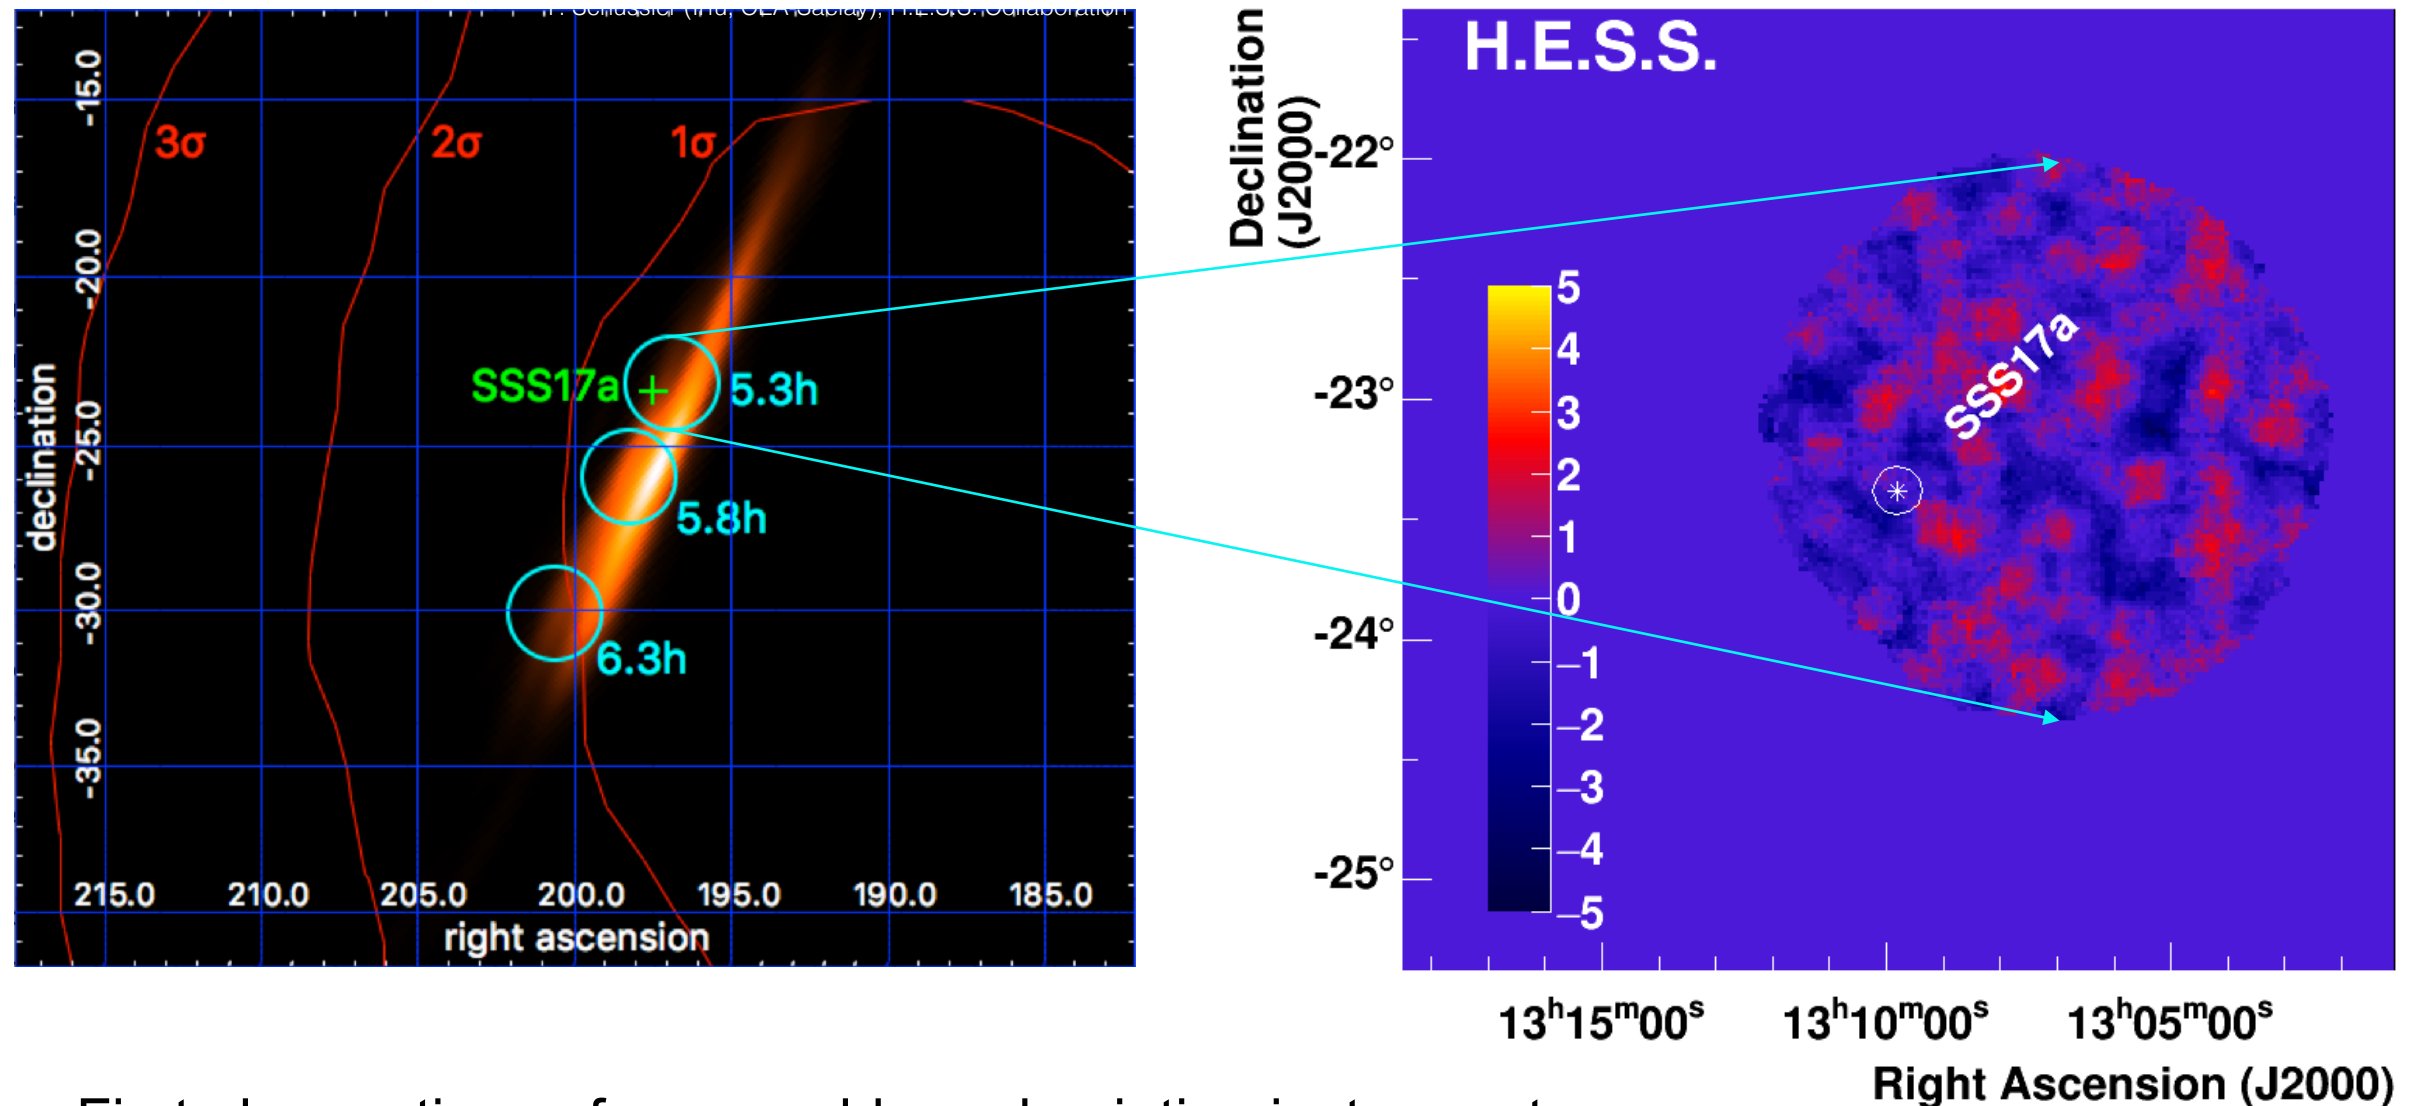 H.E.S.S.
declination
-15.0
-20.0
-25.0
-30.0
-35.0
3σ
2σ
1σ
SSS17a
5.3h
5.8h
6.3h
215.0
210.0
205.0
200.0
195.0
190.0
185.0
right ascension
Declination
(J2000)
-22°
-23°
-24°
-25°
5
4
3
2
1
0
−1
−2
−3
−4
−5
SSS17a
13h15m00s
13h10m00s
13h05m00s
Right Ascension (J2000)